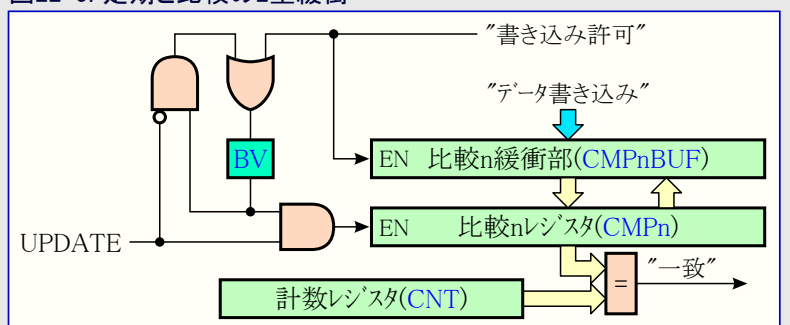 "書き込み許可"
"データ書き込み"
BV
EN 比較n緩衝部(CMPnBUF)
EN 比較nレジスタ(CMPn)
UPDATE
"一致"
=
計数レジスタ(CNT)